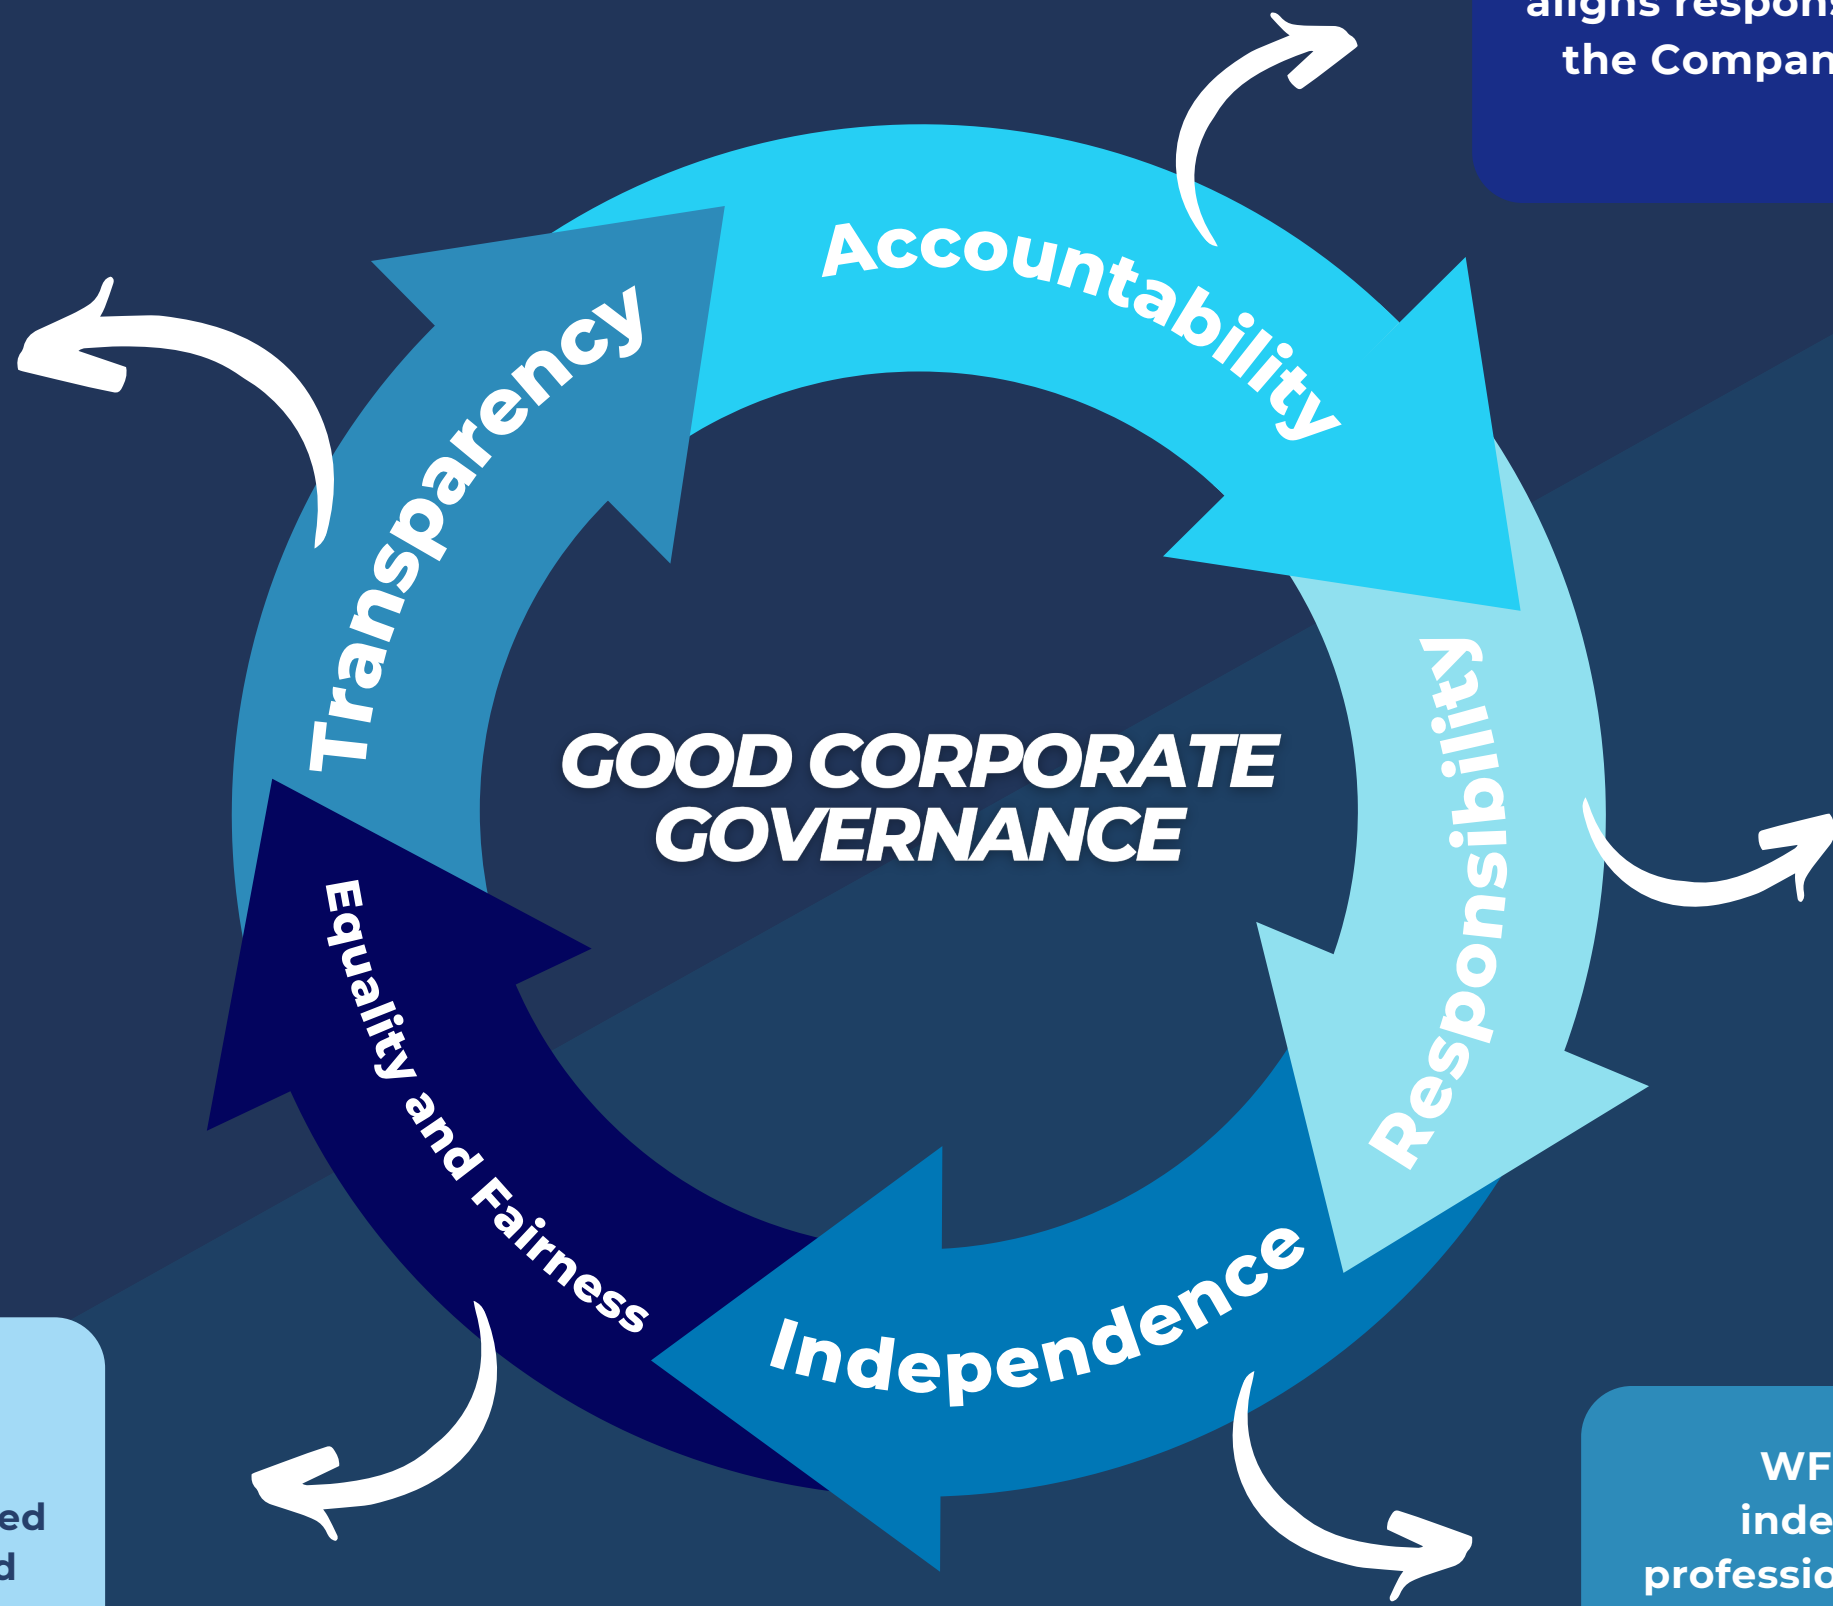 the Compan
Accountability
Transparency
Responsibility
GOOD CORPORATE
GOVERNANCE
Equality and Fairness
Independence
ed
d
WF
inde
professio